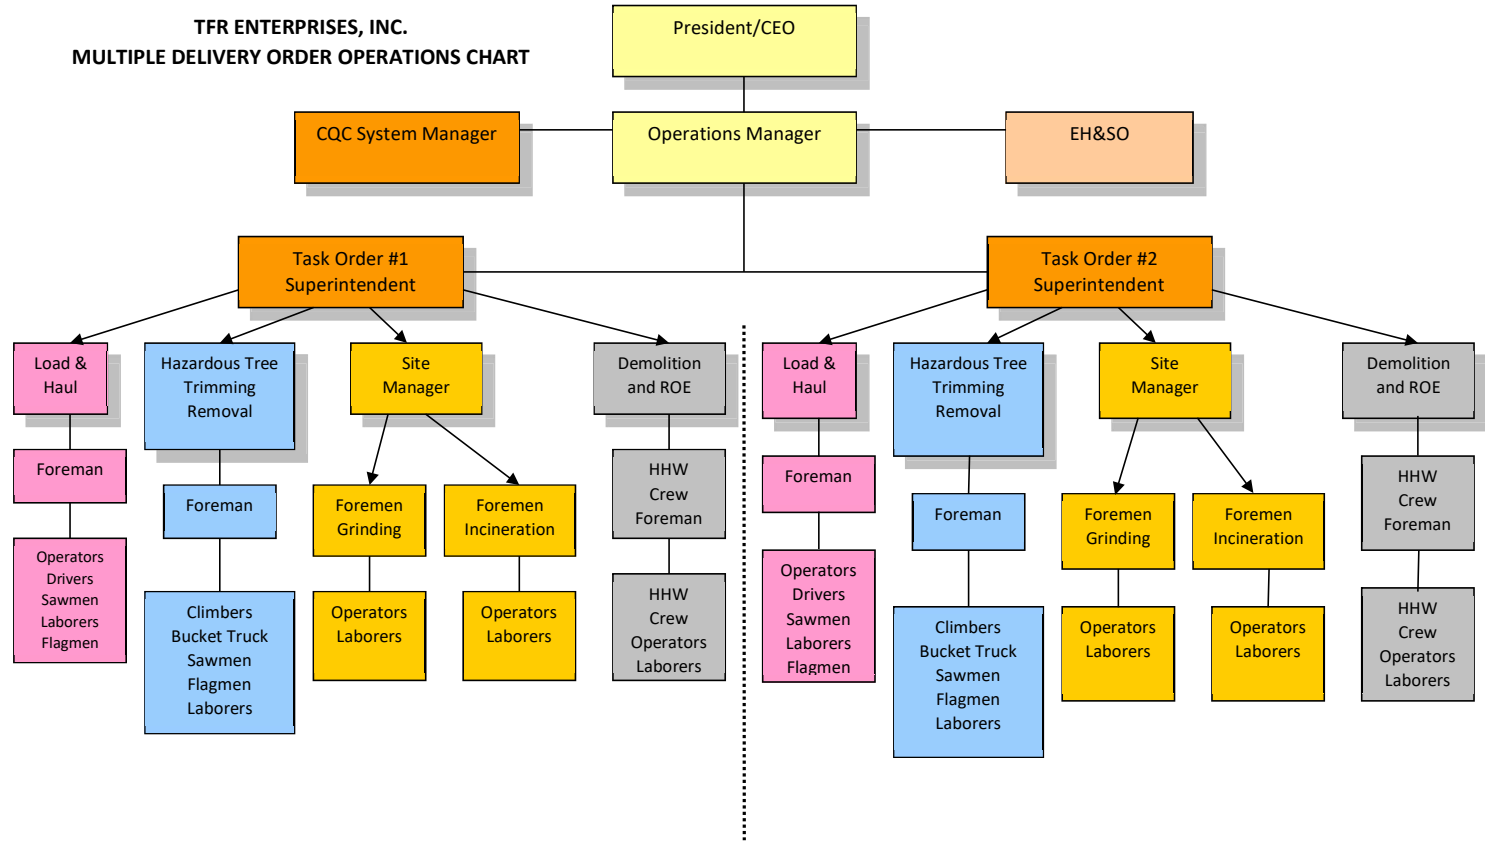 TFR ENTERPRISES, INC.
MULTIPLE DELIVERY ORDER OPERATIONS CHART
President/CEO
CQC System Manager
Operations Manager
EH&SO
Task Order #1
Superintendent
Task Order #2
Superintendent
Load &
Haul
Hazardous Tree
Trimming
Removal
Site
Manager
Demolition
and ROE
Foreman
Foreman
Foremen
Grinding
Foremen
Incineration
HHW
Crew
Foreman
Operators
Drivers
Sawmen
Laborers
Flagmen
Climbers
Bucket Truck
Sawmen
Flagmen
Laborers
Operators
Laborers
Operators
Laborers
HHW
Crew
Operators
Laborers
Load &
Haul
Hazardous Tree
Trimming
Removal
Site
Manager
Demolition
and ROE
Foreman
Foreman
Foremen
Grinding
Foremen
Incineration
HHW
Crew
Foreman
Operators
Drivers
Sawmen
Laborers
Flagmen
Climbers
Bucket Truck
Sawmen
Flagmen
Laborers
Operators
Laborers
Operators
Laborers
HHW
Crew
Operators
Laborers